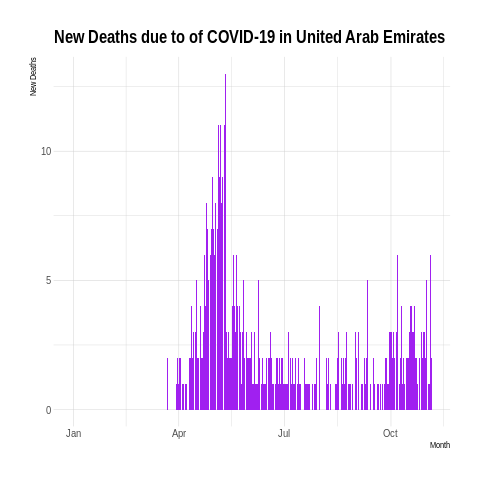 New Deaths due to of COVID-19 in United Arab Emirates
New Deaths
10
5
0
Jan Apr Jul Oct
Month